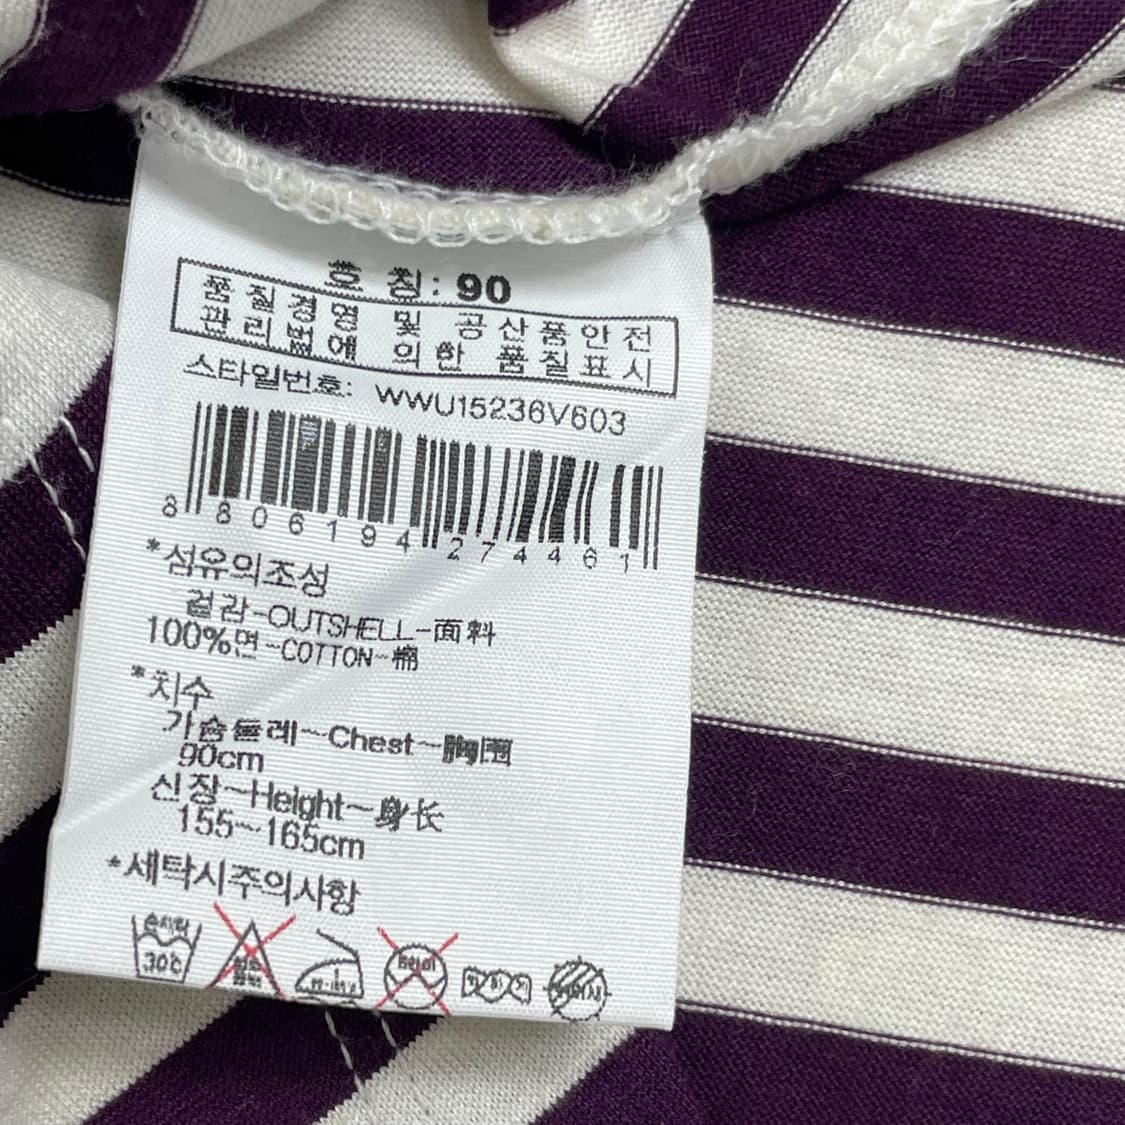 호 칭: 90
품질경영 및 공산품안전
관리법에 의한 품질표시
스타일번호: WWU15236V603
8 806194 274461
*섬유의조성
겉감-OUTSHELL-面料
100%면-COTTON-棉
*치수
가슴둘레-Chest-胸围
90cm
신장-Height-身长
155~165cm
*세탁시주의사항
손세탁
30℃